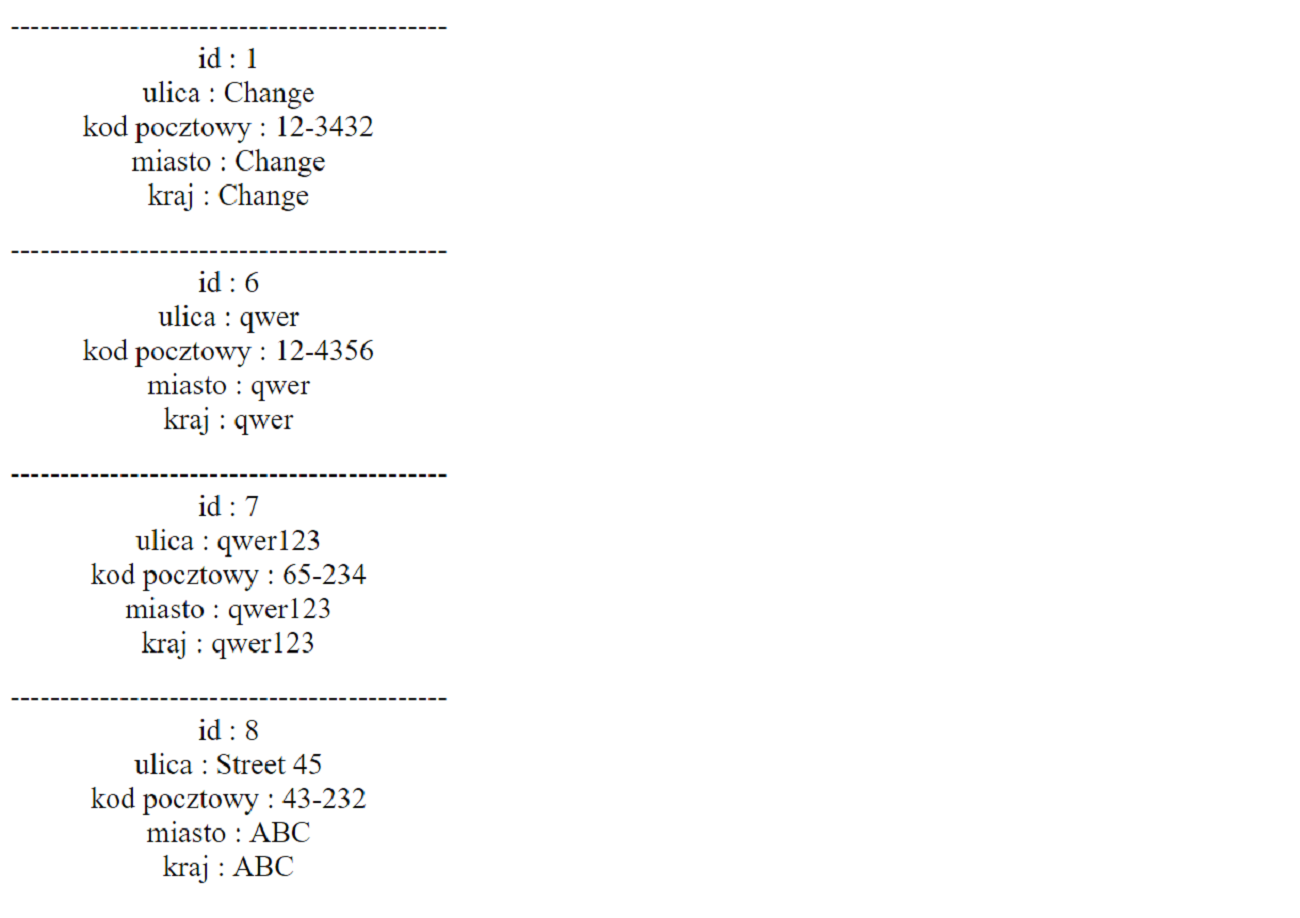 -------------------------------------------
id : 1
ulica : Change
kod pocztowy : 12-3432
miasto : Change
kraj : Change
-------------------------------------------
id : 6
ulica : qwer
kod pocztowy : 12-4356
miasto : qwer
kraj : qwer
-------------------------------------------
id : 7
ulica : qwer123
kod pocztowy : 65-234
miasto : qwer123
kraj : qwer123
-------------------------------------------
id : 8
ulica : Street 45
kod pocztowy : 43-232
miasto : ABC
kraj : ABC